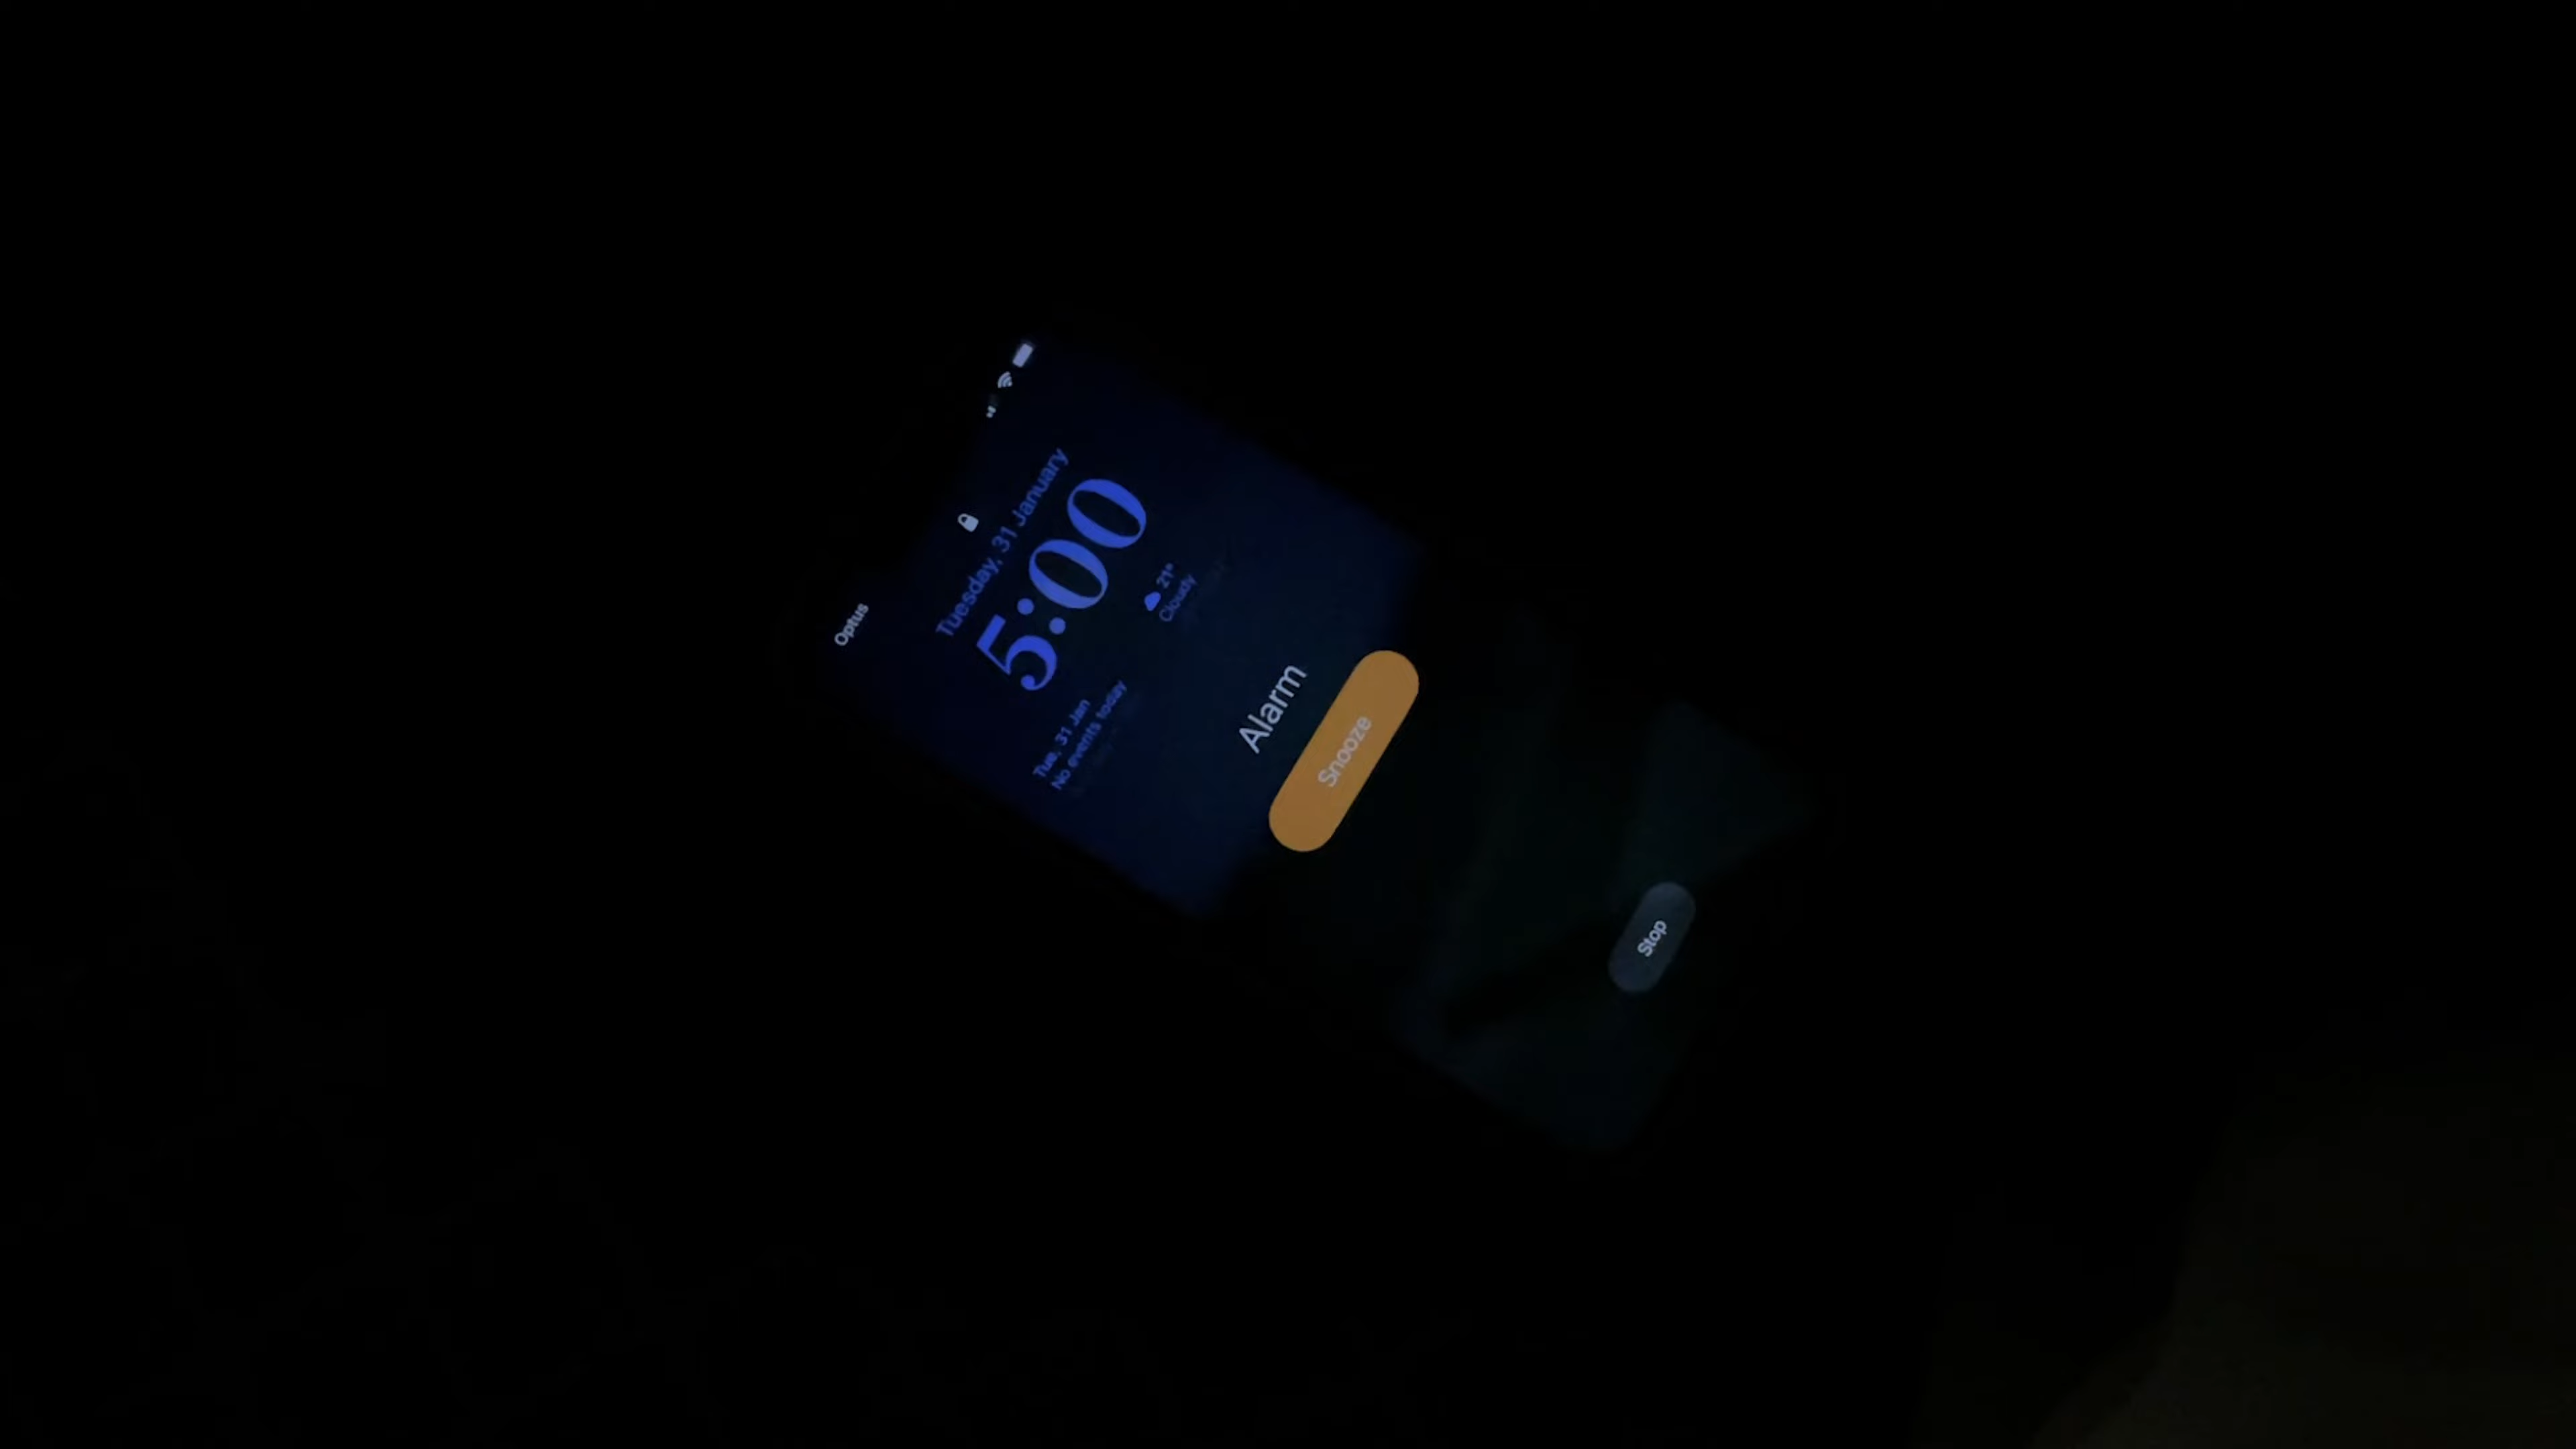 Optus
Tuesday, 31 January
5:00
Tue, 31 Jan
No events today
21°
Cloudy
Alarm
Snooze
Stop